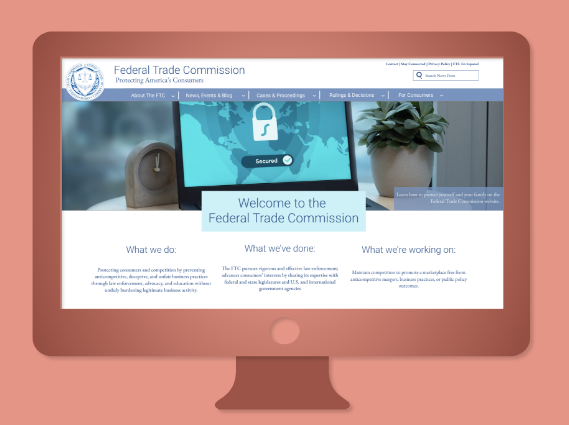 Contact | Stay Connected | Privacy Policy | FTC En Espanol
Federal Trade Commission
Protecting America's Consumers
Search News Posts
About The FTC | News, Events & Blog | Cases & Proceedings | Rulings & Decisions | For Consumers
Secured
Learn how to protect yourself and your family on the
Federal Trade Commission website.
Welcome to the
Federal Trade Commission
What we do:
Protecting consumers and competition by preventing
anticompetitive, deceptive, and unfair business practices
through law enforcement, advocacy, and education without
unduly burdening legitimate business activity.
What we've done:
The FTC pursues vigorous and effective law enforcement;
advances consumers' interests by sharing its expertise with
federal and state legislatures and U.S. and international
government agencies.
What we're working on:
Maintain competition to promote a marketplace free from
anticompetitive mergers, business practices, or public policy
outcomes.